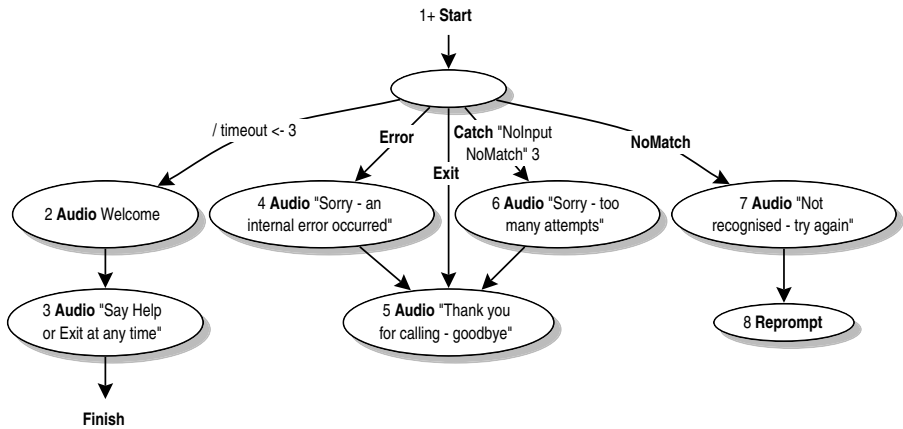 1+ Start
/ timeout <- 3
Error
Exit
Catch "NoInput
NoMatch" 3
NoMatch
2 Audio Welcome
4 Audio "Sorry - an
internal error occurred"
6 Audio "Sorry - too
many attempts"
7 Audio "Not
recognised - try again"
3 Audio "Say Help
or Exit at any time"
5 Audio "Thank you
for calling - goodbye"
8 Reprompt
Finish